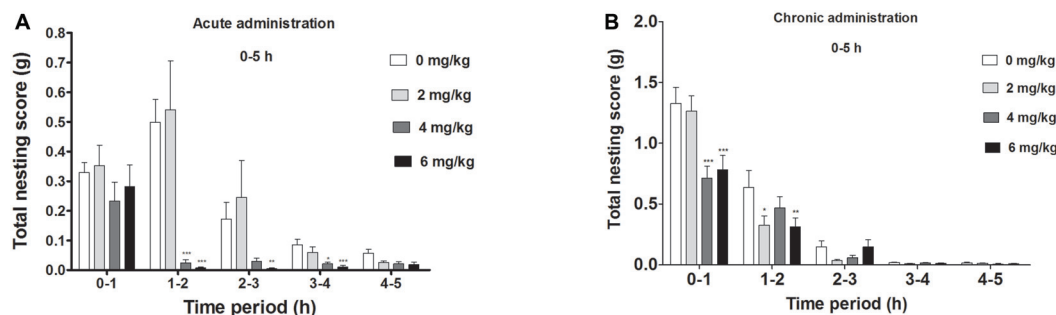 A
Acute administration
0-5 h
0 mg/kg
2 mg/kg
4 mg/kg
6 mg/kg
Total nesting score (g)
0.8
0.7
0.6
0.5
0.4
0.3
0.2
0.1
0.0
*** ***
**
* ***
0-1 1-2 2-3 3-4 4-5
Time period (h)
B
Chronic administration
0-5 h
0 mg/kg
2 mg/kg
4 mg/kg
6 mg/kg
Total nesting score (g)
2.0
1.5
1.0
0.5
0.0
*** ***
* **
0-1 1-2 2-3 3-4 4-5
Time period (h)